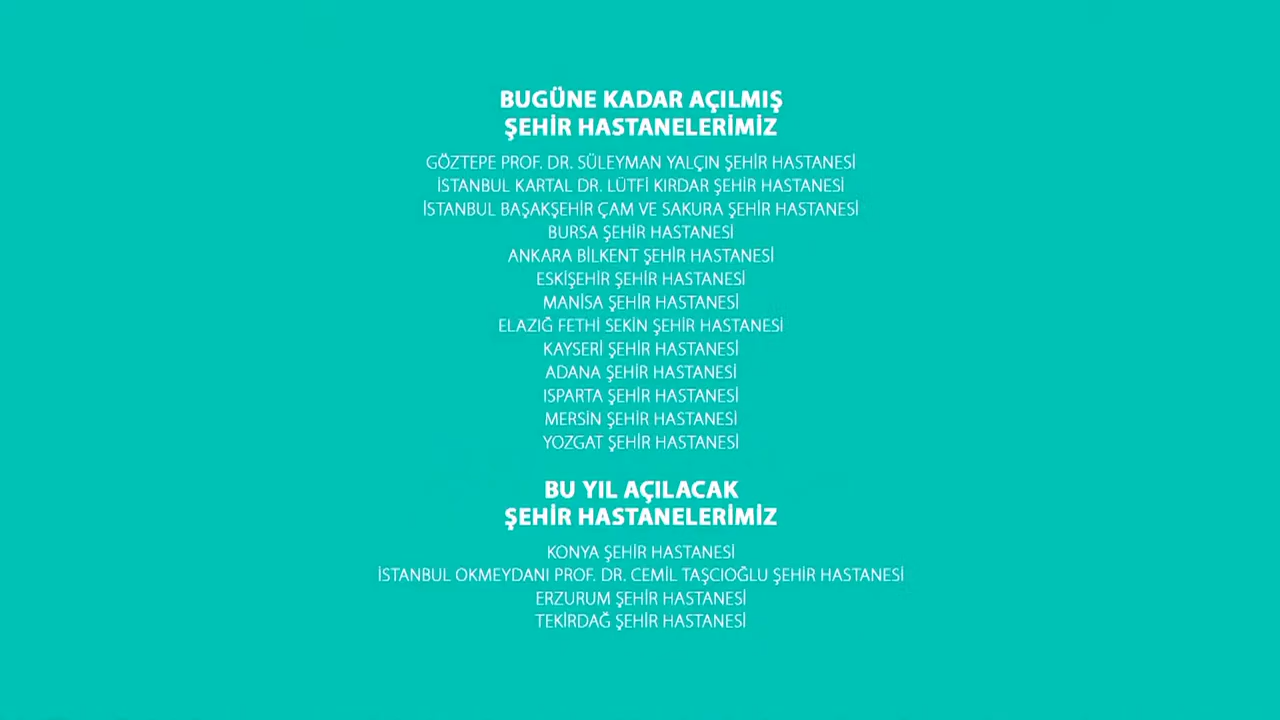 BUGÜNE KADAR AÇILMIŞ
ŞEHİR HASTANELERİMİZ
GÖZTEPE PROF. DR. SÜLEYMAN YALÇIN ŞEHİR HASTANESİ
İSTANBUL KARTAL DR. LÜTFİ KIRDAR ŞEHİR HASTANESİ
İSTANBUL BAŞAKŞEHİR ÇAM VE SAKURA ŞEHİR HASTANESİ
BURSA ŞEHİR HASTANESİ
ANKARA BİLKENT ŞEHİR HASTANESİ
ESKİŞEHİR ŞEHİR HASTANESİ
MANİSA ŞEHİR HASTANESİ
ELAZIĞ FETHİ SEKİN ŞEHİR HASTANESİ
KAYSERİ ŞEHİR HASTANESİ
ADANA ŞEHİR HASTANESİ
ISPARTA ŞEHİR HASTANESİ
MERSİN ŞEHİR HASTANESİ
YOZGAT ŞEHİR HASTANESİ
BU YIL AÇILACAK
ŞEHİR HASTANELERİMİZ
KONYA ŞEHİR HASTANESİ
İSTANBUL OKMEYDANI PROF. DR. CEMİL TAŞCIOĞLU ŞEHİR HASTANESİ
ERZURUM ŞEHİR HASTANESİ
TEKİRDAĞ ŞEHİR HASTANESİ